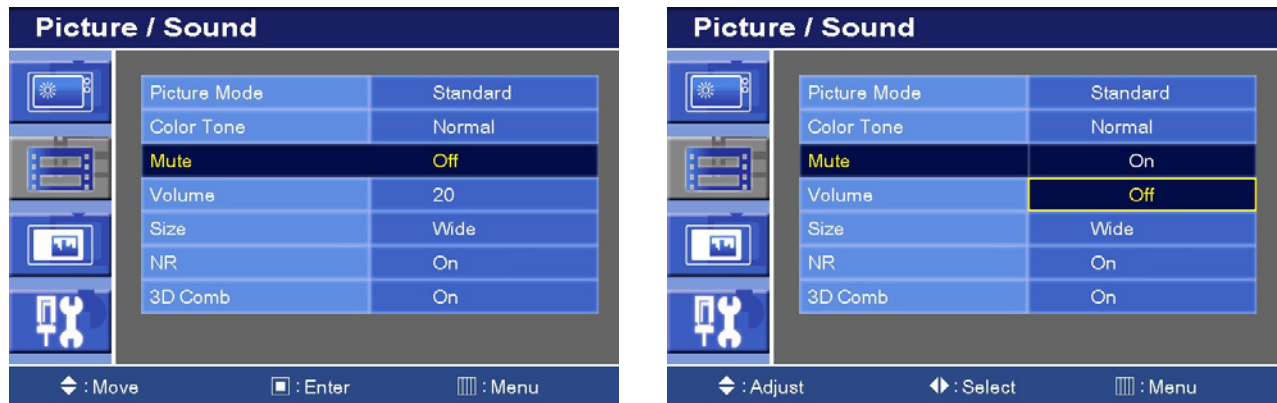 Picture / Sound
Picture Mode Standard
Color Tone Normal
Mute Off
Volume 20
Size Wide
NR On
3D Comb On
: Move : Enter : Menu
Picture / Sound
Picture Mode Standard
Color Tone Normal
Mute On
Volume Off
Size Wide
NR On
3D Comb On
: Adjust : Select : Menu